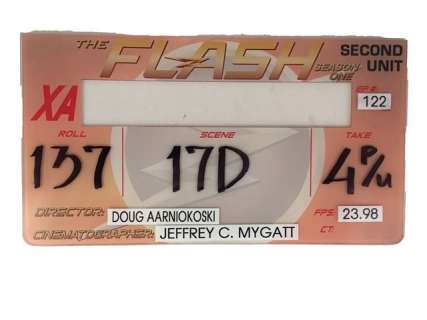 THE FLASH SECOND UNIT
SEASON ONE
EP #:
XA 122
ROLL SCENE TAKE
137 17D 4 P/u
DIRECTOR: DOUG AARNIOKOSKI FPS: 23.98
CINEMATOGRAPHER: JEFFREY C. MYGATT CT: